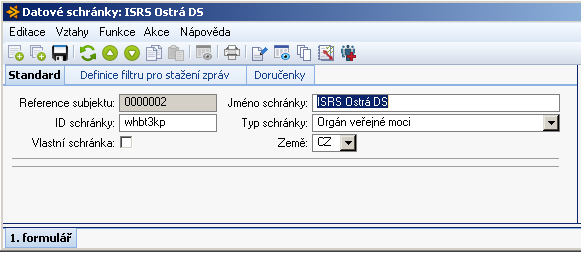 Datové schránky: ISRS Ostrá DS
Editace Vztahy Funkce Akce Nápověda
Standard Definice filtru pro stažení zpráv Doručenky
Reference subjektu: 0000002 Jméno schránky: ISRS Ostrá DS
ID schránky: whbt3kp Typ schránky: Orgán veřejné moci
Vlastní schránka: Země: CZ
1. formulář